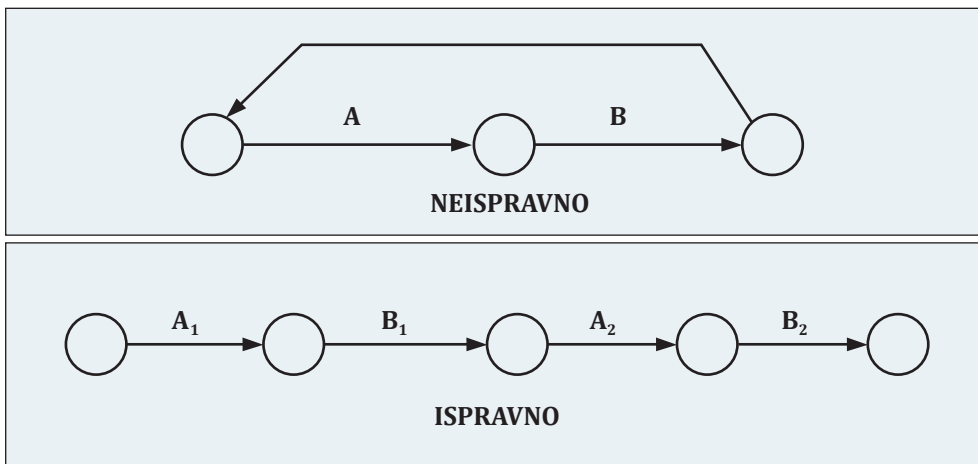 A B
NEISPRAVNO
A₁ B₁ A₂ B₂
ISPRAVNO